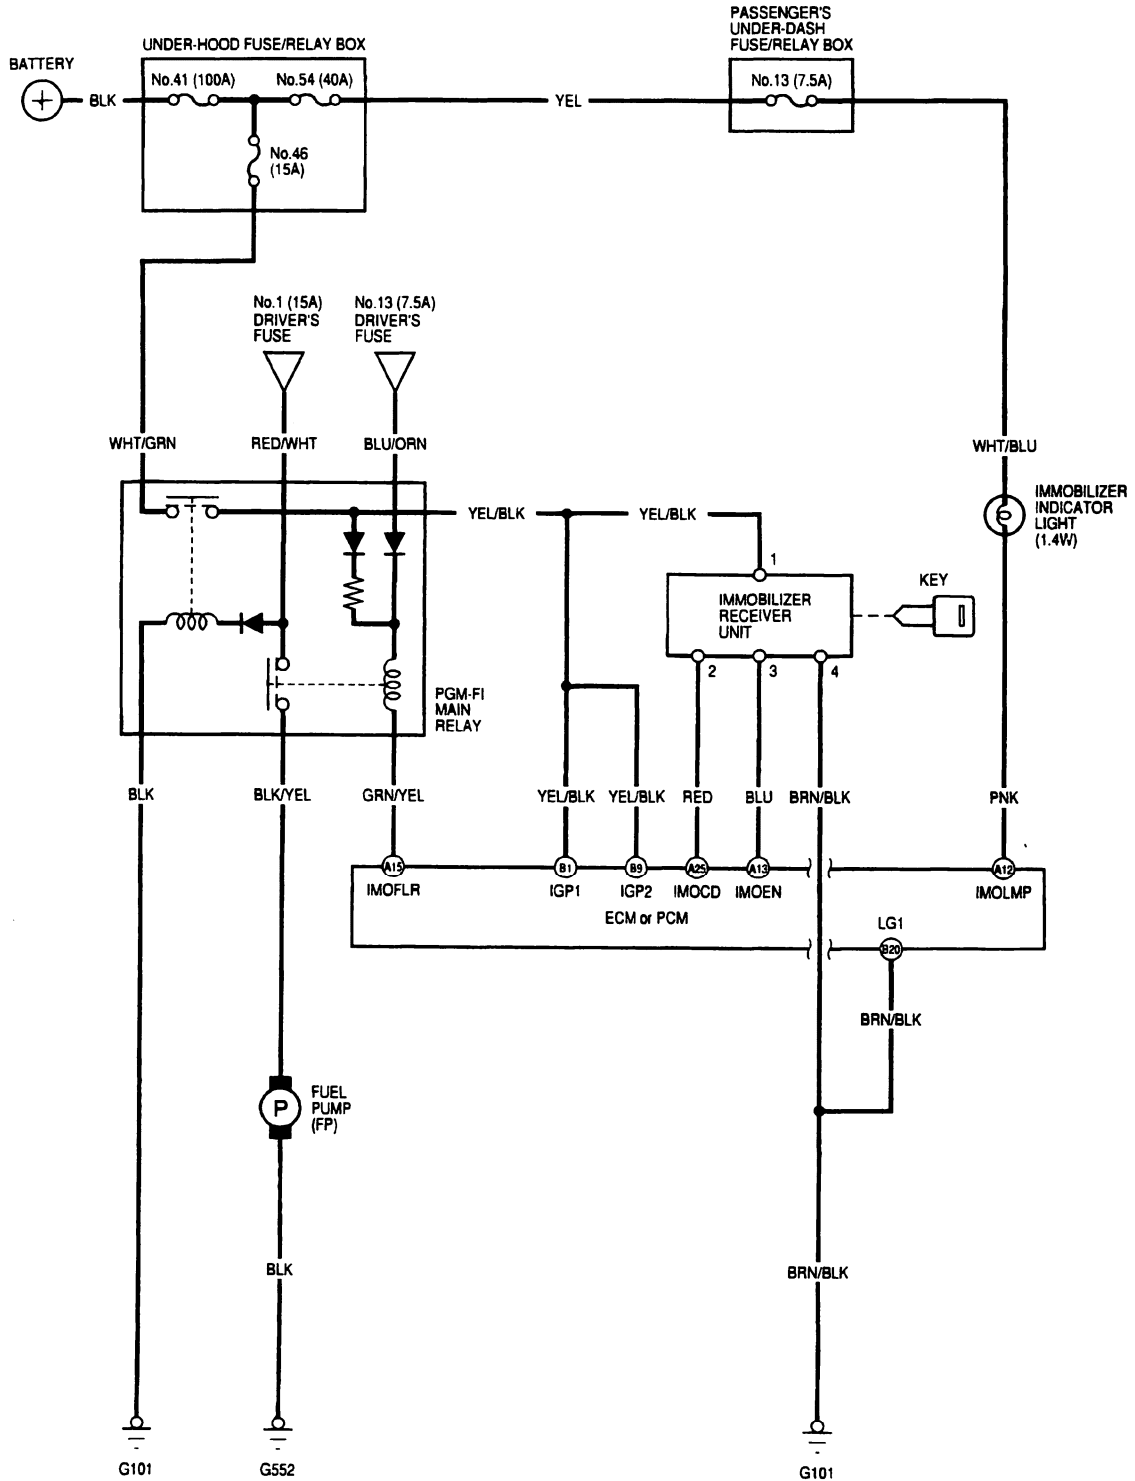 PASSENGER'S
UNDER-DASH
FUSE/RELAY BOX
UNDER-HOOD FUSE/RELAY BOX
BATTERY
No.41 (100A)
No.54 (40A)
No.13 (7.5A)
BLK
YEL
No.46
(15A)
No.1 (15A)
DRIVER'S
FUSE
No.13 (7.5A)
DRIVER'S
FUSE
WHT/GRN
RED/WHT
BLU/ORN
WHT/BLU
IMMOBILIZER
INDICATOR
LIGHT
(1.4W)
YEL/BLK
YEL/BLK
1
IMMOBILIZER
RECEIVER
UNIT
KEY
2
3
4
PGM-FI
MAIN
RELAY
BLK
BLK/YEL
GRN/YEL
YEL/BLK
YEL/BLK
RED
BLU
BRN/BLK
PNK
A15
B1
B9
A25
A13
A12
IMOFLR
IGP1
IGP2
IMOCD
IMOEN
IMOLMP
ECM or PCM
LG1
B20
BRN/BLK
P
FUEL
PUMP
(FP)
BLK
BRN/BLK
G101
G552
G101